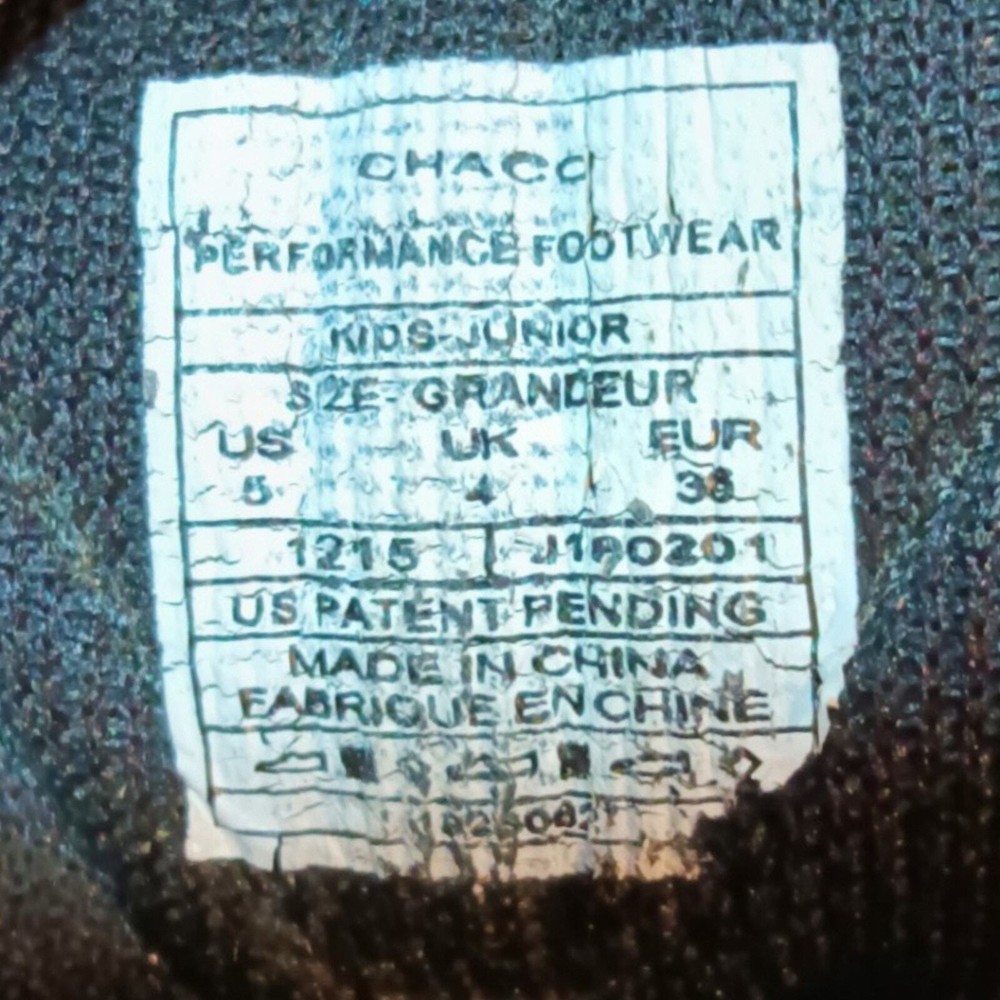 CHACO
PERFORMANCE FOOTWEAR
KIDS-JUNIOR
SIZE- GRANDEUR
US UK EUR
5 4 36
1215 J180201
US PATENT PENDING
MADE IN CHINA
FABRIQUE EN CHINE